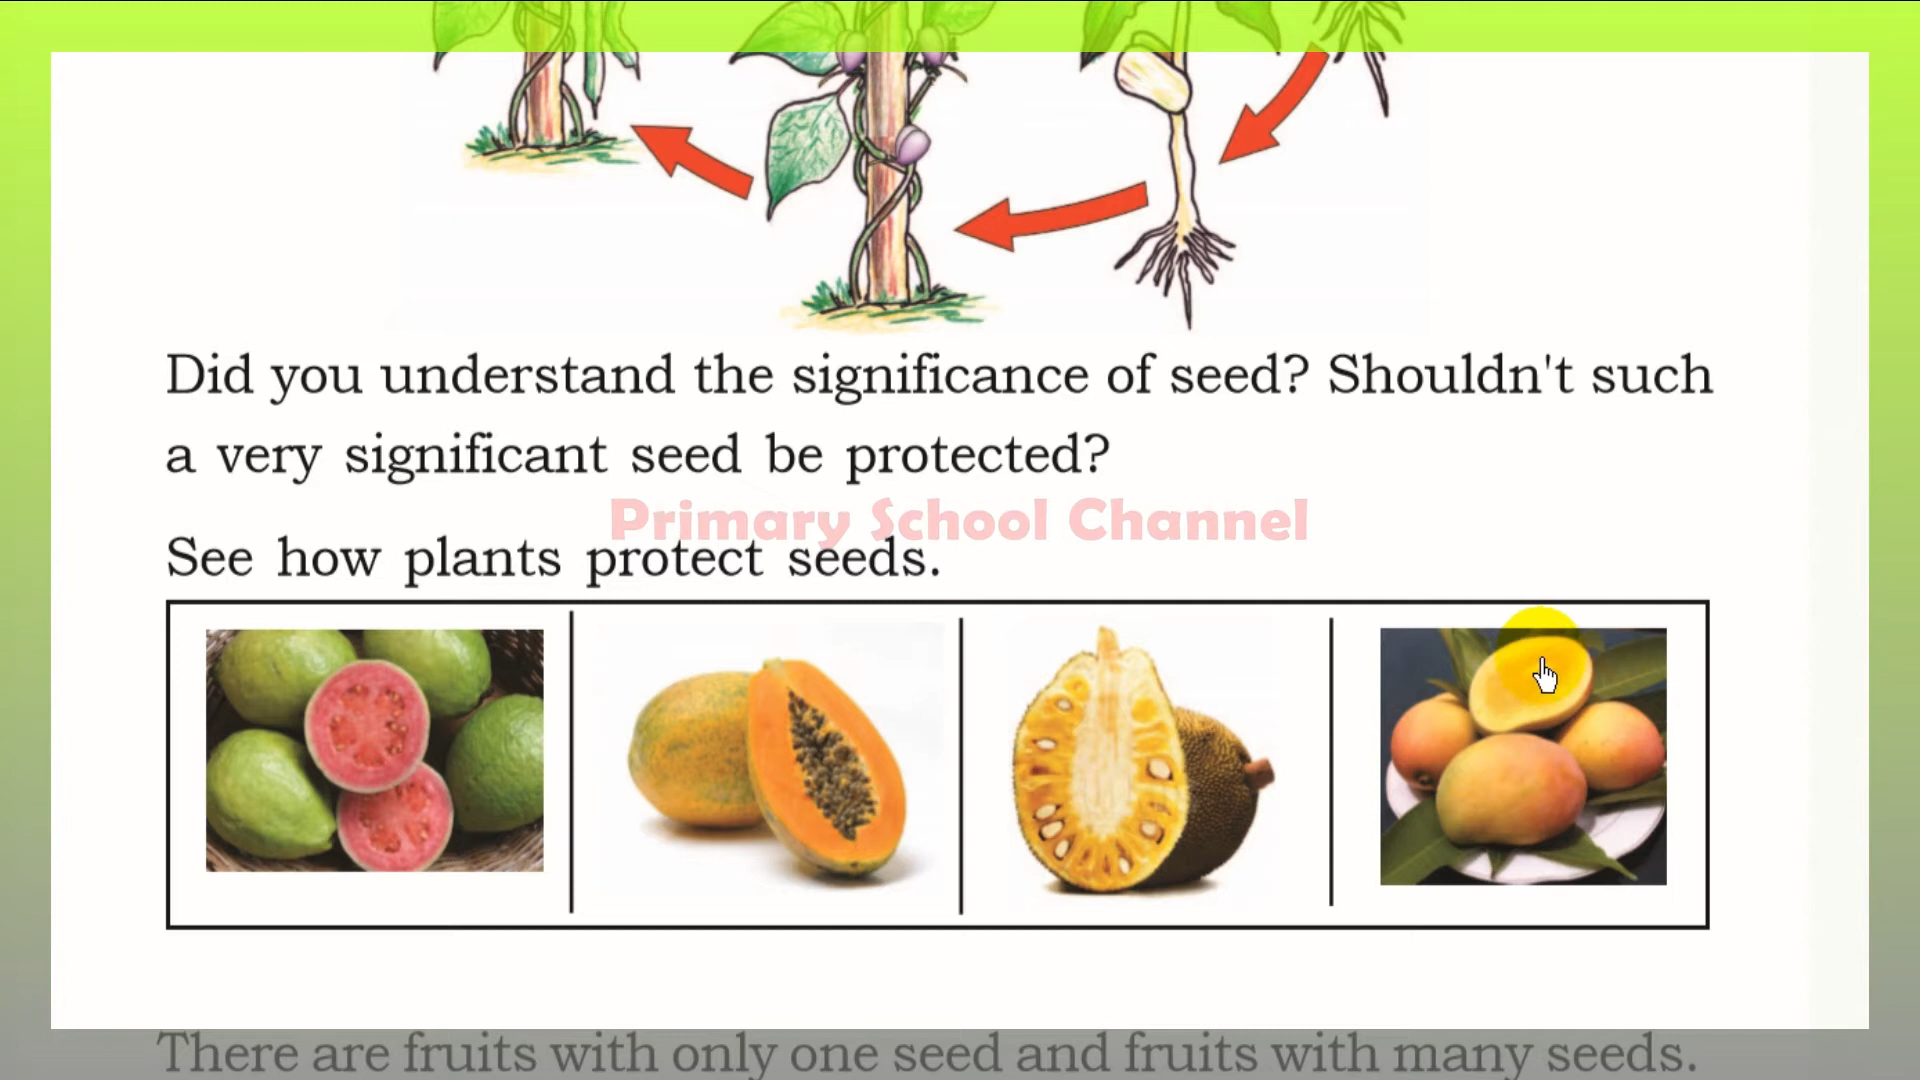 Did you understand the significance of seed? Shouldn't such
a very significant seed be protected?
Primary School Channel
See how plants protect seeds.
There are fruits with only one seed and fruits with many seeds.